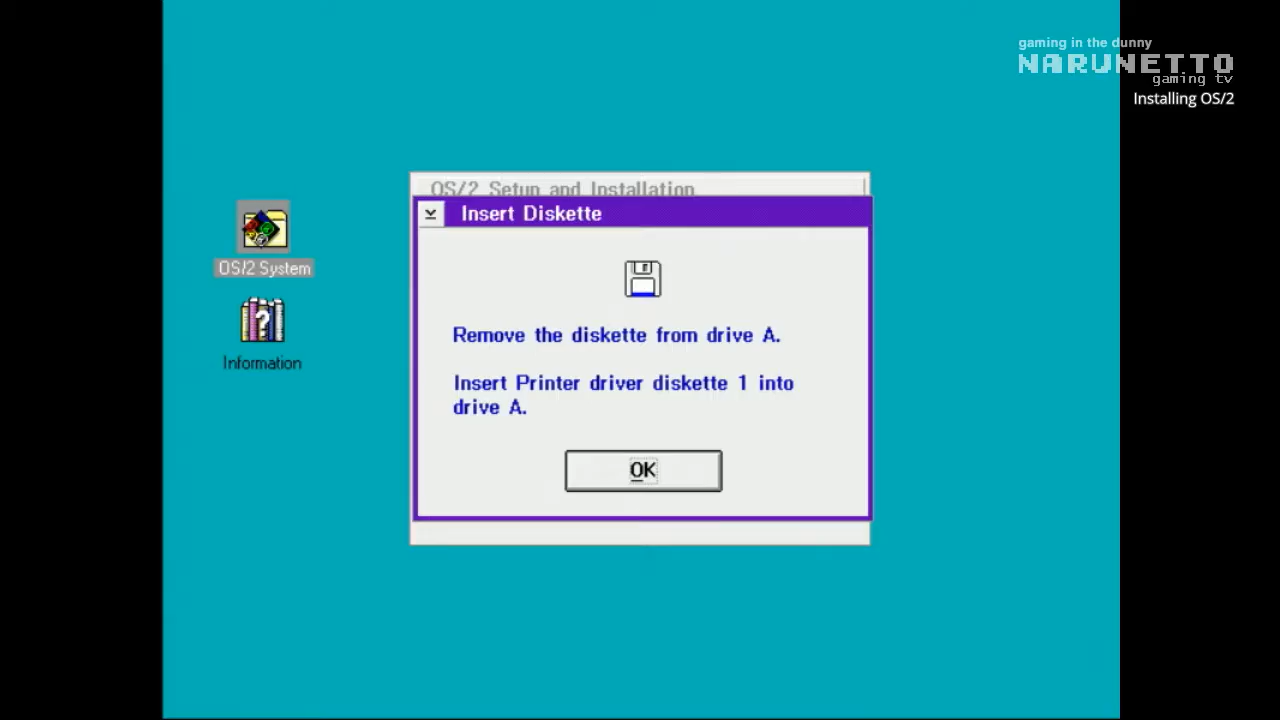 gaming in the dunny
NARUNETTO
gaming tv
Installing OS/2
OS/2 Setup and Installation
Insert Diskette
OS/2 System
Information
Remove the diskette from drive A.
Insert Printer driver diskette 1 into
drive A.
OK